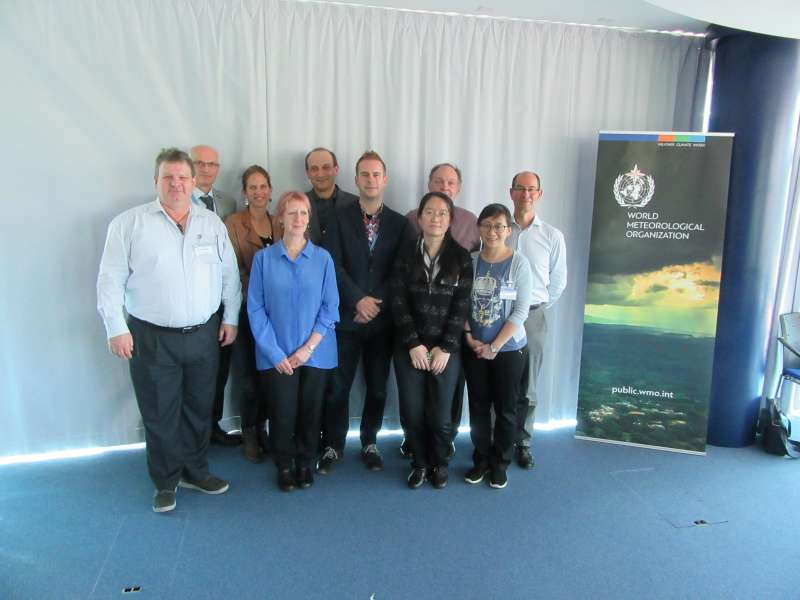 WEATHER CLIMATE WATER
WORLD
METEOROLOGICAL
ORGANIZATION
public.wmo.int